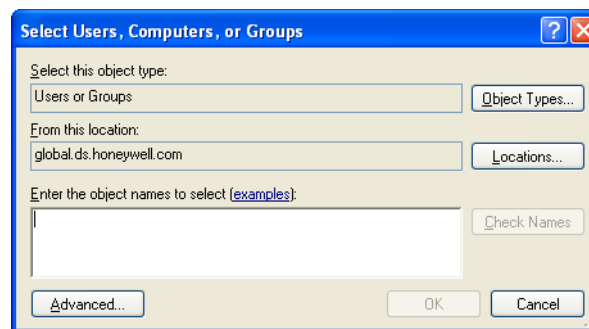 Select Users, Computers, or Groups
Select this object type:
Users or Groups
Object Types...
From this location:
global.ds.honeywell.com
Locations...
Enter the object names to select (examples):
Check Names
Advanced...
OK
Cancel